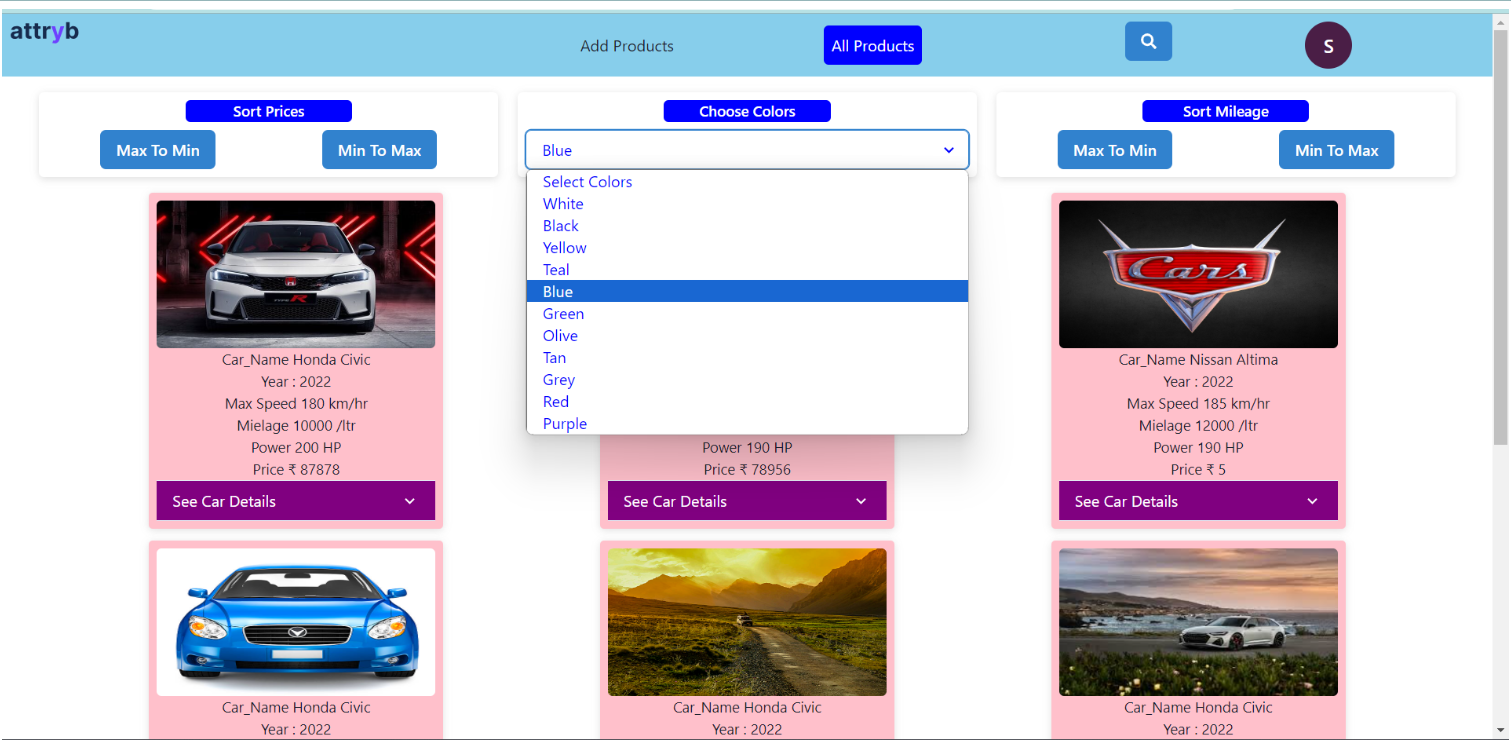 attryb
Add Products
All Products
S
Sort Prices
Max To Min
Min To Max
Choose Colors
Blue
Select Colors
White
Black
Yellow
Teal
Blue
Green
Olive
Tan
Grey
Red
Purple
Sort Mileage
Max To Min
Min To Max
TYPE R
Car_Name Honda Civic
Year : 2022
Max Speed 180 km/hr
Mielage 10000 /ltr
Power 200 HP
Price ₹ 87878
See Car Details
Power 190 HP
Price ₹ 78956
See Car Details
Cars
Car_Name Nissan Altima
Year : 2022
Max Speed 185 km/hr
Mielage 12000 /ltr
Power 190 HP
Price ₹ 5
See Car Details
Car_Name Honda Civic
Year : 2022
Car_Name Honda Civic
Year : 2022
Car_Name Honda Civic
Year : 2022